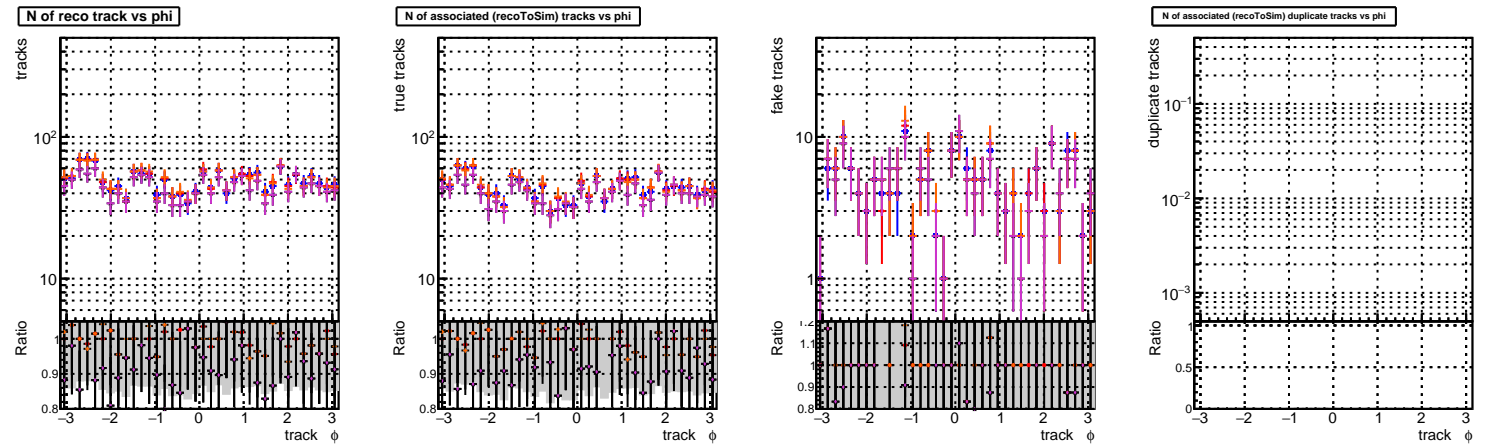 N of reco track vs phi
tracks
10²
10
Ratio
1
0.9
0.8
−3 −2 −1 0 1 2 3
track ϕ
N of associated (recoToSim) tracks vs phi
true tracks
10²
10
Ratio
1
0.9
0.8
−3 −2 −1 0 1 2 3
track ϕ
fake tracks
10
1
Ratio
1.2
1.1
1
0.9
0.8
−3 −2 −1 0 1 2 3
track ϕ
N of associated (recoToSim) duplicate tracks vs phi
duplicate tracks
10⁻¹
10⁻²
10⁻³
Ratio
1
0.5
0
−3 −2 −1 0 1 2 3
track ϕ